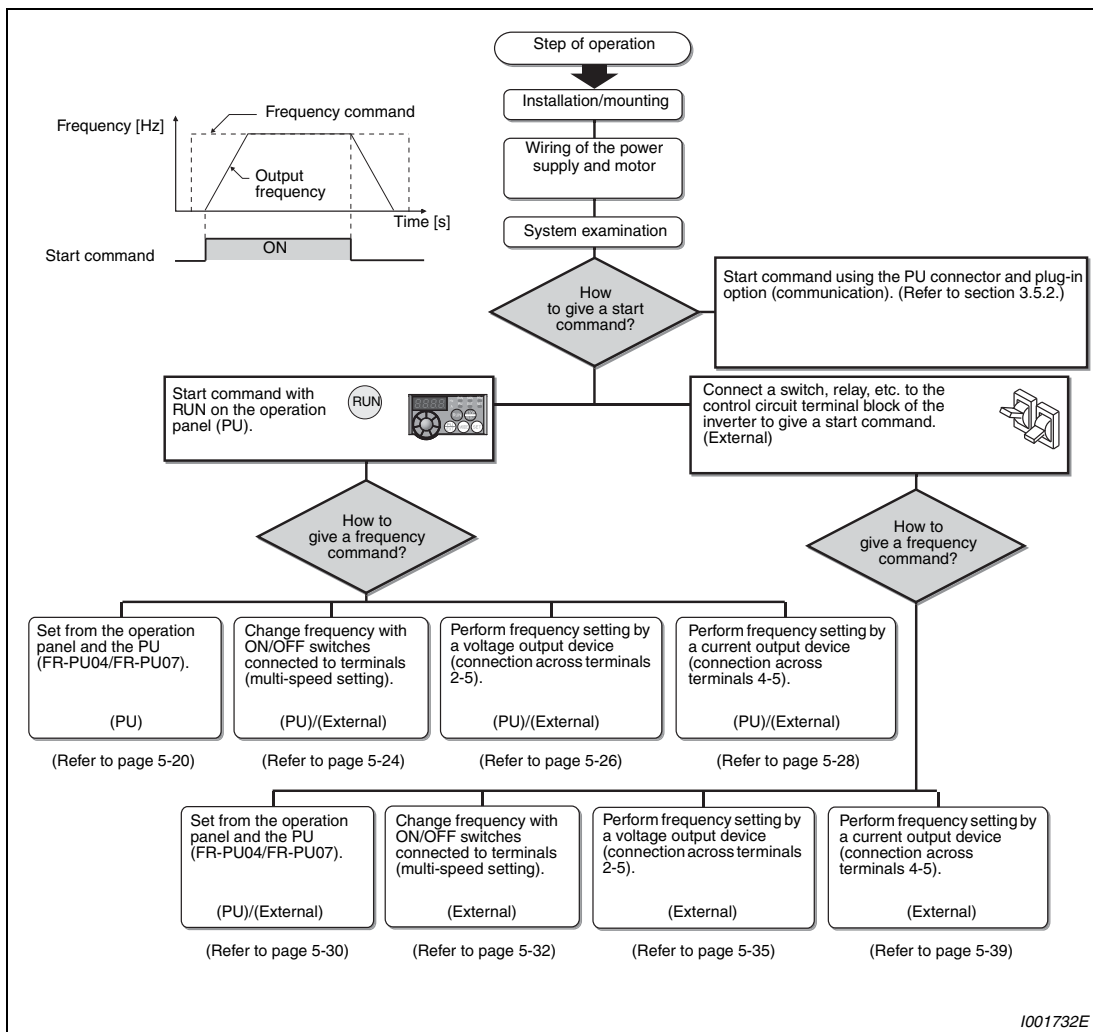 Step of operation
Installation/mounting
Wiring of the power
supply and motor
System examination
Frequency [Hz]
Frequency command
Output
frequency
Time [s]
Start command
ON
How
to give a start
command?
Start command using the PU connector and plug-in
option (communication). (Refer to section 3.5.2.)
Start command with
RUN on the operation
panel (PU).
RUN
Connect a switch, relay, etc. to the
control circuit terminal block of the
inverter to give a start command.
(External)
How to
give a frequency
command?
How to
give a frequency
command?
Set from the operation
panel and the PU
(FR-PU04/FR-PU07).
(PU)
(Refer to page 5-20)
Change frequency with
ON/OFF switches
connected to terminals
(multi-speed setting).
(PU)/(External)
(Refer to page 5-24)
Perform frequency setting by
a voltage output device
(connection across terminals
2-5).
(PU)/(External)
(Refer to page 5-26)
Perform frequency setting by
a current output device
(connection across
terminals 4-5).
(PU)/(External)
(Refer to page 5-28)
Set from the operation
panel and the PU
(FR-PU04/FR-PU07).
(PU)/(External)
(Refer to page 5-30)
Change frequency with
ON/OFF switches
connected to terminals
(multi-speed setting).
(External)
(Refer to page 5-32)
Perform frequency setting by
a voltage output device
(connection across terminals
2-5).
(External)
(Refer to page 5-35)
Perform frequency setting by
a current output device
(connection across
terminals 4-5).
(External)
(Refer to page 5-39)
I001732E